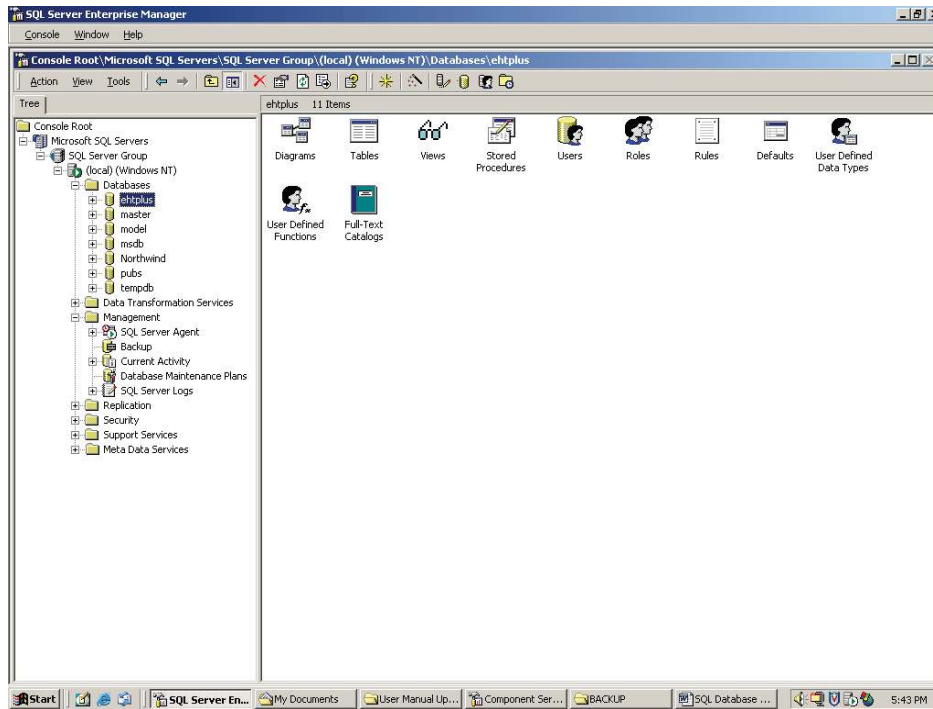 SQL Server Enterprise Manager
Console Window Help
Console Root\Microsoft SQL Servers\SQL Server Group\(local) (Windows NT)\Databases\ehtplus
Action View Tools
Tree
ehtplus 11 Items
Console Root
Microsoft SQL Servers
SQL Server Group
(local) (Windows NT)
Databases
ehtplus
master
model
msdb
Northwind
pubs
tempdb
Data Transformation Services
Management
SQL Server Agent
Backup
Current Activity
Database Maintenance Plans
SQL Server Logs
Replication
Security
Support Services
Meta Data Services
Diagrams
Tables
Views
Stored Procedures
Users
Roles
Rules
Defaults
User Defined Data Types
User Defined Functions
Full-Text Catalogs
Start
SQL Server En...
My Documents
User Manual Up...
Component Ser...
BACKUP
SQL Database ...
5:43 PM